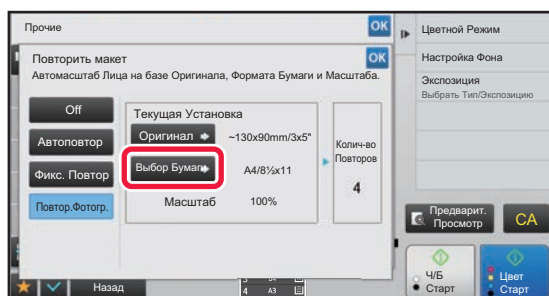 Прочие
OK
Повторить макет
OK
Автомасштаб Лица на базе Оригинала, Формата Бумаги и Масштаба.
Off
Автоповтор
Фикс. Повтор
Повтор.Фотогр.
Текущая Установка
Оригинал
~130x90mm/3x5"
Выбор Бумаги
A4/8½x11
Масштаб
100%
Колич-во
Повторов
4
Цветной Режим
Настройка Фона
Экспозиция
Выбрать Тип/Экспозицию
Предварит.
Просмотр
CA
Ч/Б
Старт
Цвет
Старт
Назад
4 A3